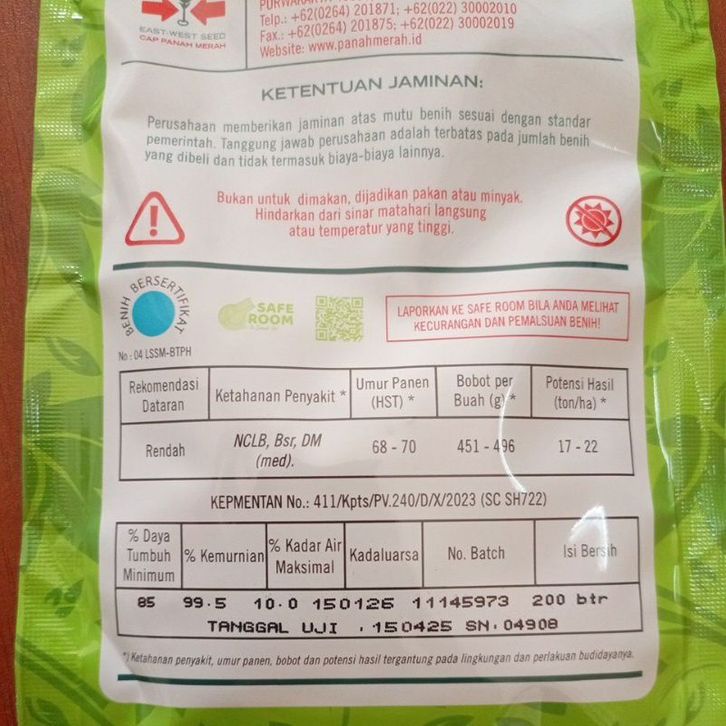 EAST-WEST SEED
CAP PANAH MERAH
Telp.: +62(0264) 201871; +62(022) 30002010
Fax.: +62(0264) 201875; +62(022) 30002019
Website: www.panahmerah.id
KETENTUAN JAMINAN:
Perusahaan memberikan jaminan atas mutu benih sesuai dengan standar
pemerintah. Tanggung jawab perusahaan adalah terbatas pada jumlah benih
yang dibeli dan tidak termasuk biaya-biaya lainnya.
Bukan untuk dimakan, dijadikan pakan atau minyak.
Hindarkan dari sinar matahari langsung
atau temperatur yang tinggi.
BENIH BERSERTIFIKAT
No : 04 LSSM-BTPH
SAFE
ROOM
LAPORKAN KE SAFE ROOM BILA ANDA MELIHAT
KECURANGAN DAN PEMALSUAN BENIH!
Rekomendasi Dataran
Ketahanan Penyakit *
Umur Panen (HST) *
Bobot per Buah (g) *
Potensi Hasil (ton/ha) *
Rendah
NCLB, Bsr, DM (med).
68 - 70
451 - 496
17 - 22
KEPMENTAN No.: 411/Kpts/PV.240/D/X/2023 (SC SH722)
% Daya Tumbuh Minimum
% Kemurnian
% Kadar Air Maksimal
Kadaluarsa
No. Batch
Isi Bersih
85 99.5 10.0 150126 11145973 200 btr
TANGGAL UJI . 150425 SN. 04908
*) Ketahanan penyakit, umur panen, bobot dan potensi hasil tergantung pada lingkungan dan perlakuan budidayanya.